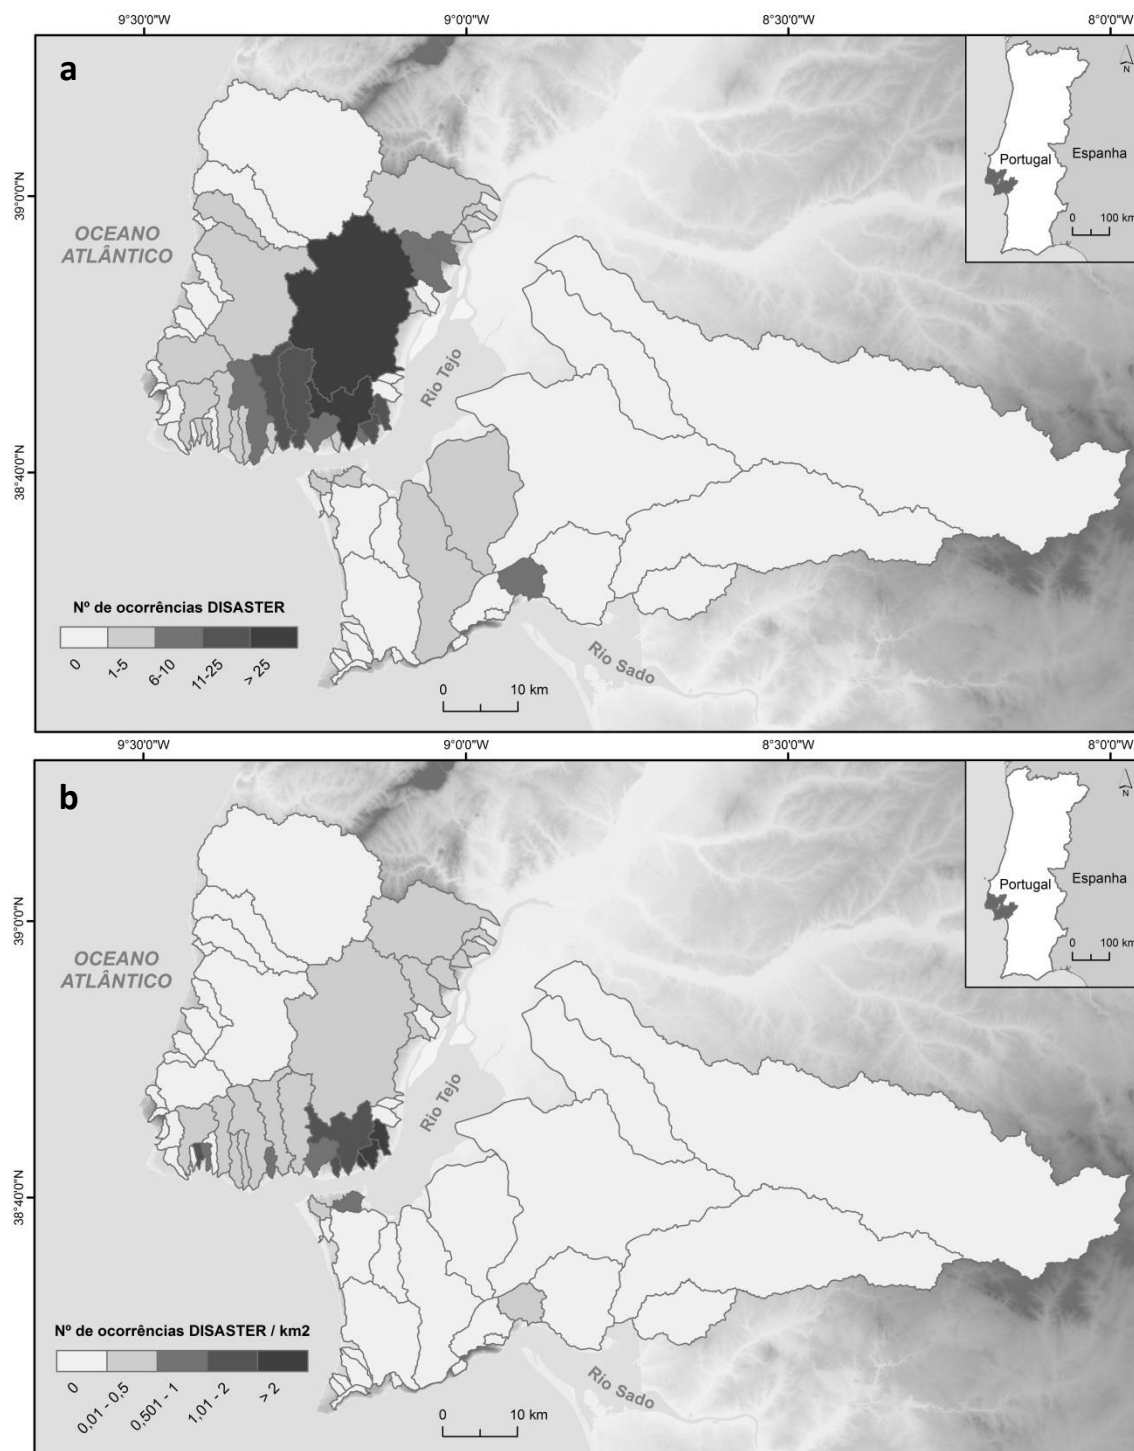 9°30'0"W 9°0'0"W 8°30'0"W 8°0'0"W
a
N
Portugal
Espanha
0 100 km
39°0'0"N
OCEANO
ATLÂNTICO
Rio Tejo
38°40'0"N
Nº de ocorrências DISASTER
0 1-5 6-10 11-25 > 25
0 10 km
Rio Sado
9°30'0"W 9°0'0"W 8°30'0"W 8°0'0"W
b
N
Portugal
Espanha
0 100 km
39°0'0"N
OCEANO
ATLÂNTICO
Rio Tejo
38°40'0"N
Nº de ocorrências DISASTER / km2
0 0,01 - 0,5 0,501 - 1 1,01 - 2 > 2
0 10 km
Rio Sado